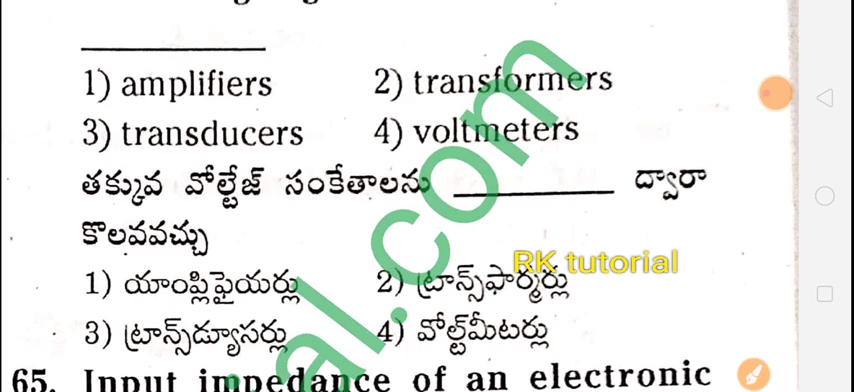 1) amplifiers 2) transformers
3) transducers 4) voltmeters
తక్కువ వోల్టేజ్ సంకేతాలను ________ ద్వారా
కొలవవచ్చు
1) యాంప్లిఫైయర్లు 2) ట్రాన్స్‌ఫార్మర్లు
3) ట్రాన్స్‌డ్యూసర్లు 4) వోల్ట్‌మీటర్లు
RK tutorial
al.com
65. Input impedance of an electronic